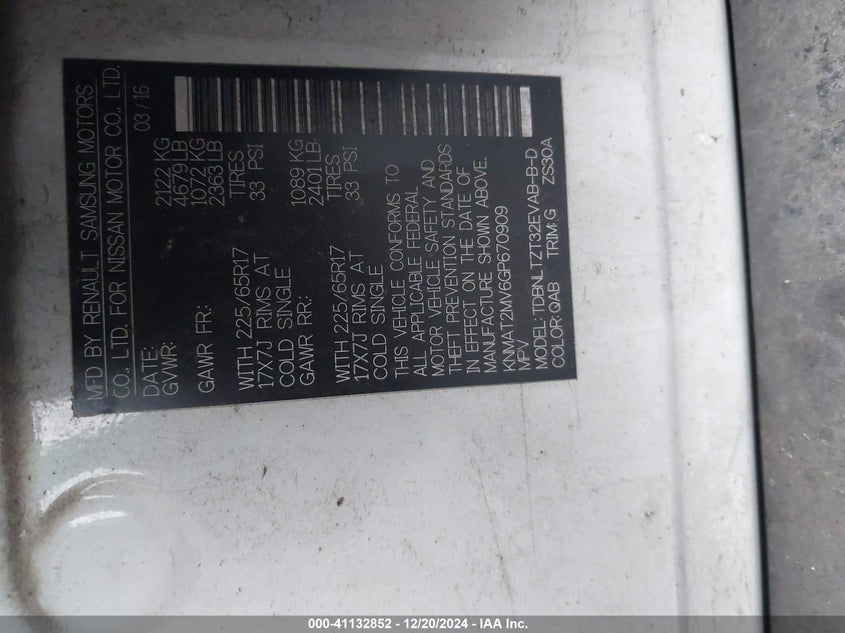 MFD BY RENAULT SAMSUNG MOTORS
CO., LTD. FOR NISSAN MOTOR CO., LTD.
DATE: 03/16
GVWR: 2122 KG
4679 LB
GAWR FR: 1072 KG
2363 LB
WITH 225/65R17 TIRES
17X7J RIMS AT 33 PSI
COLD SINGLE
GAWR RR: 1089 KG
2401 LB
WITH 225/65R17 TIRES
17X7J RIMS AT 33 PSI
COLD SINGLE
THIS VEHICLE CONFORMS TO
ALL APPLICABLE FEDERAL
MOTOR VEHICLE SAFETY AND
THEFT PREVENTION STANDARDS
IN EFFECT ON THE DATE OF
MANUFACTURE SHOWN ABOVE.
KNMAT2MV6GP670909
MPV
MODEL: TDBNLTZT32EVAB-B-D
COLOR: QAB TRIM: G ZS30A
000-41132852 - 12/20/2024 - IAA Inc.